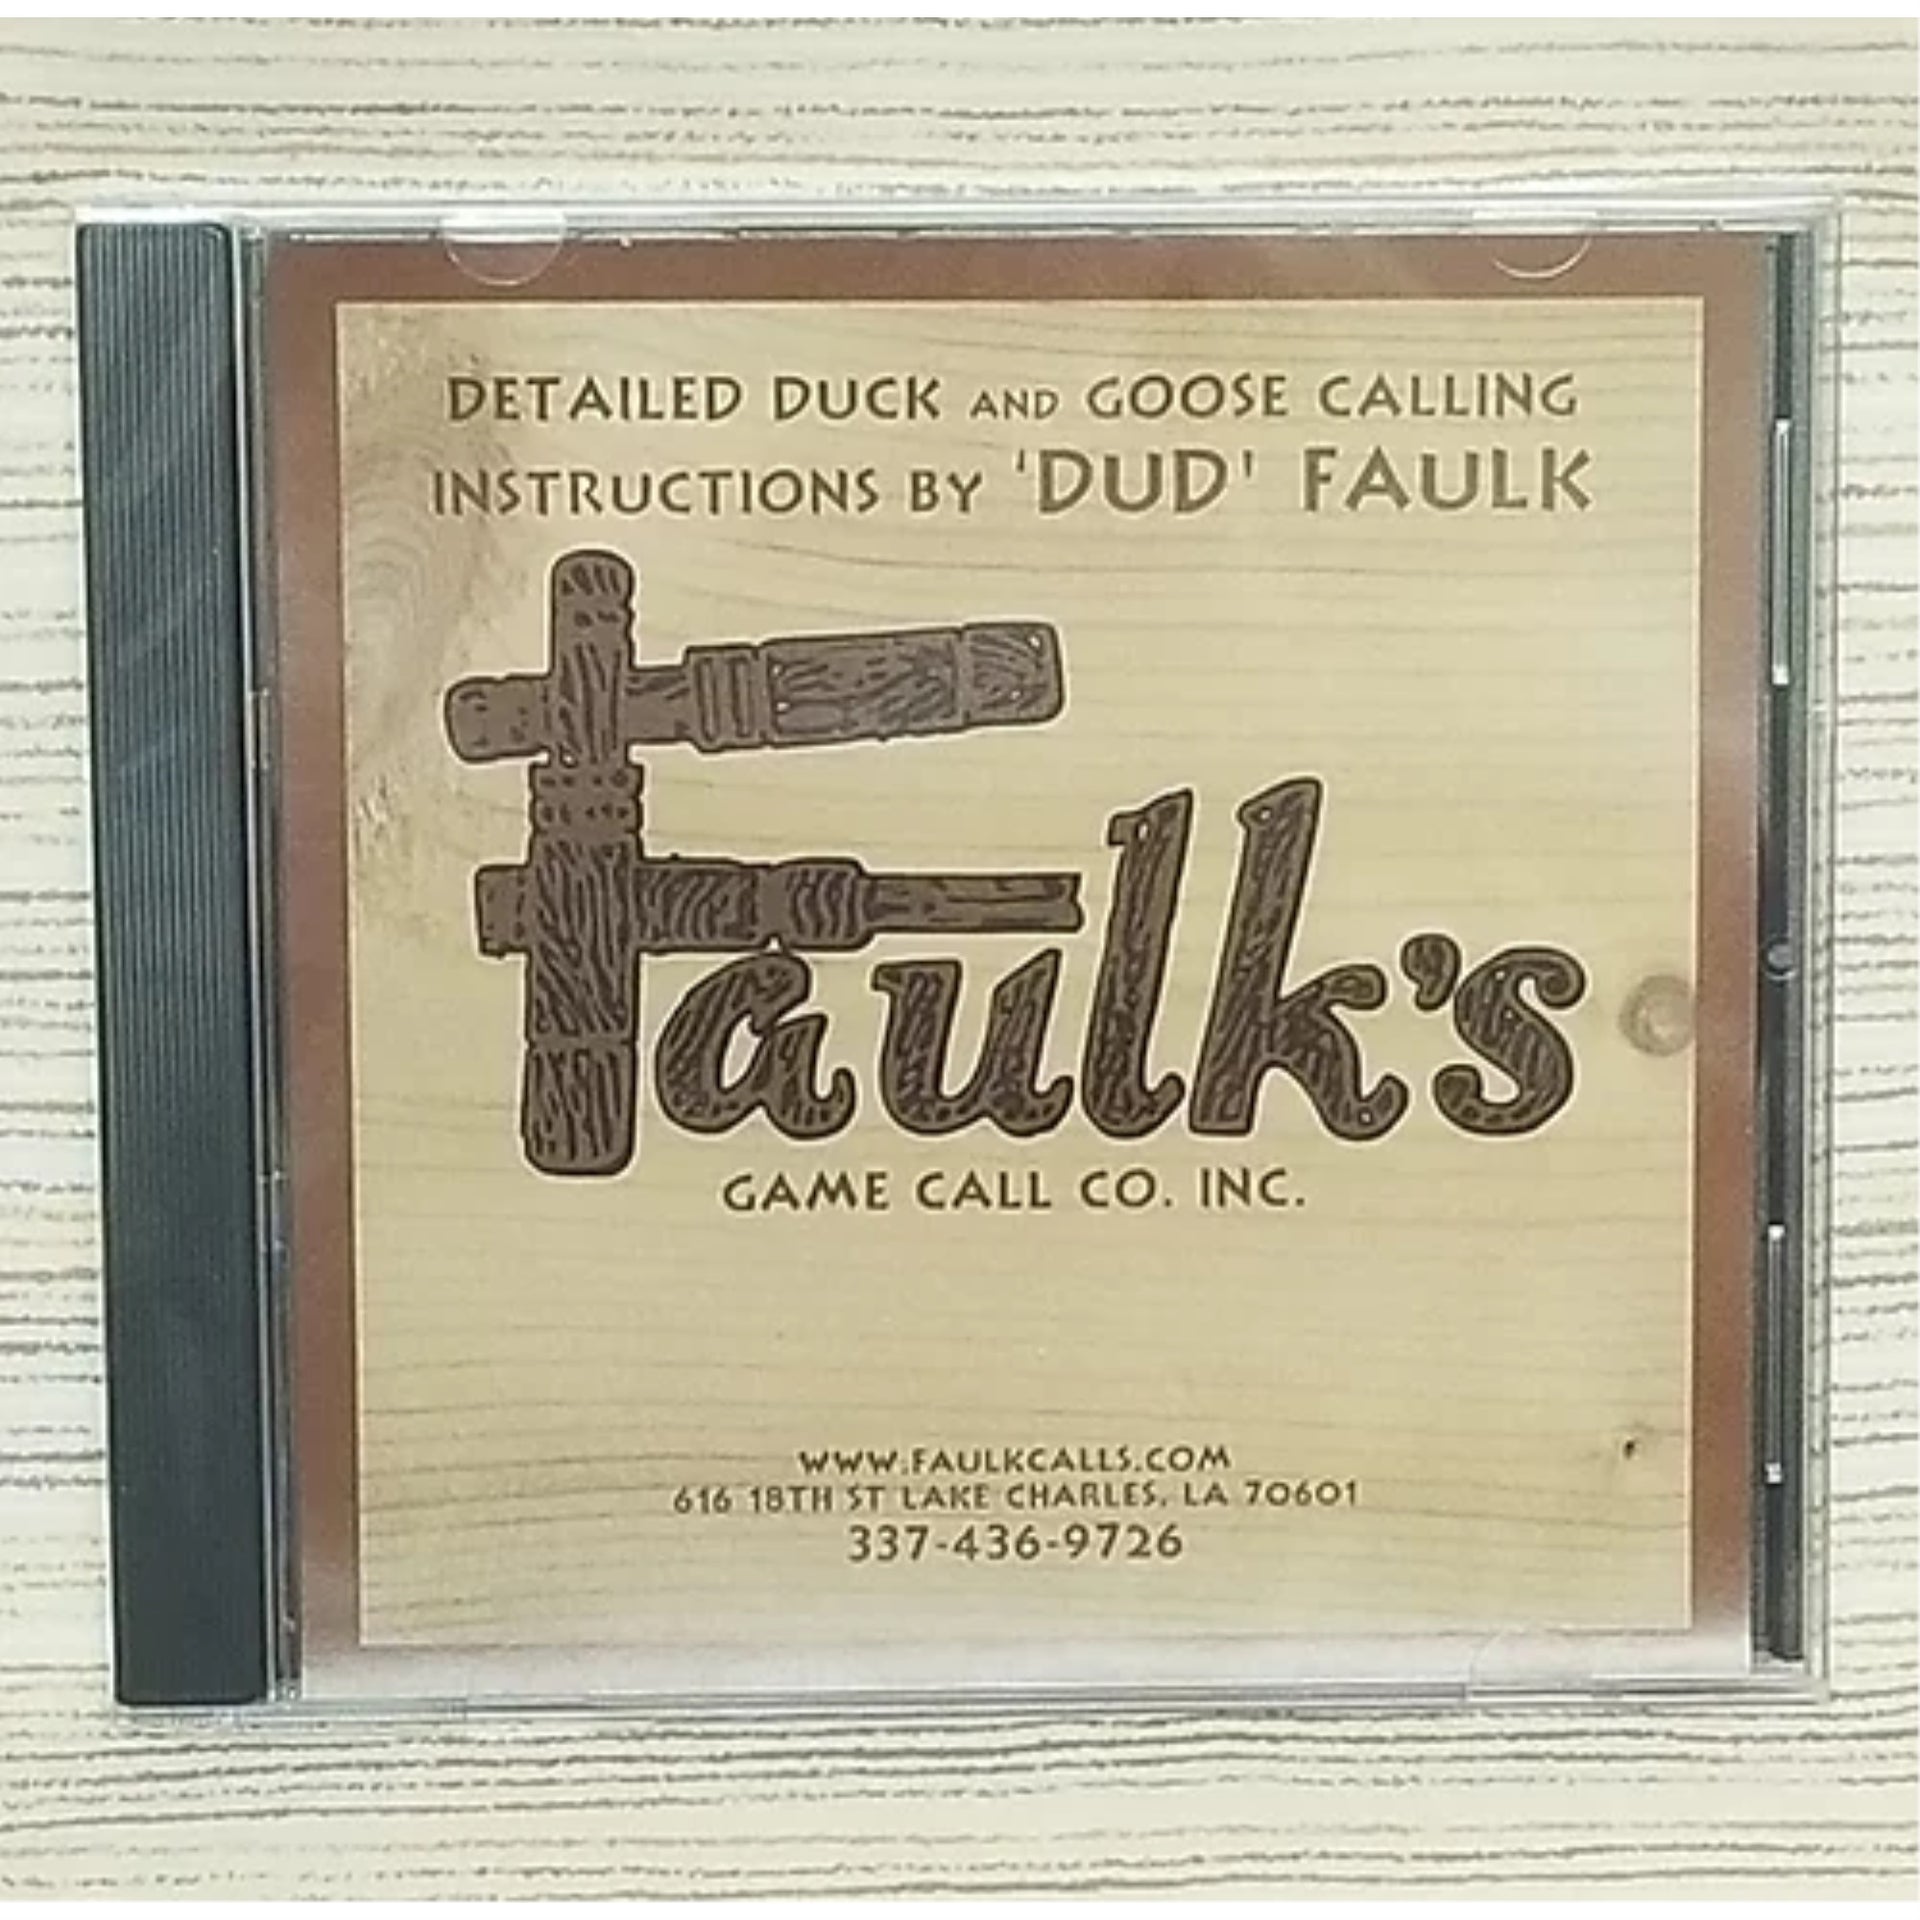 DETAILED DUCK AND GOOSE CALLING
INSTRUCTIONS BY 'DUD' FAULK
Faulk's
GAME CALL CO. INC.
WWW.FAULKCALLS.COM
616 18TH ST LAKE CHARLES, LA 70601
337-436-9726